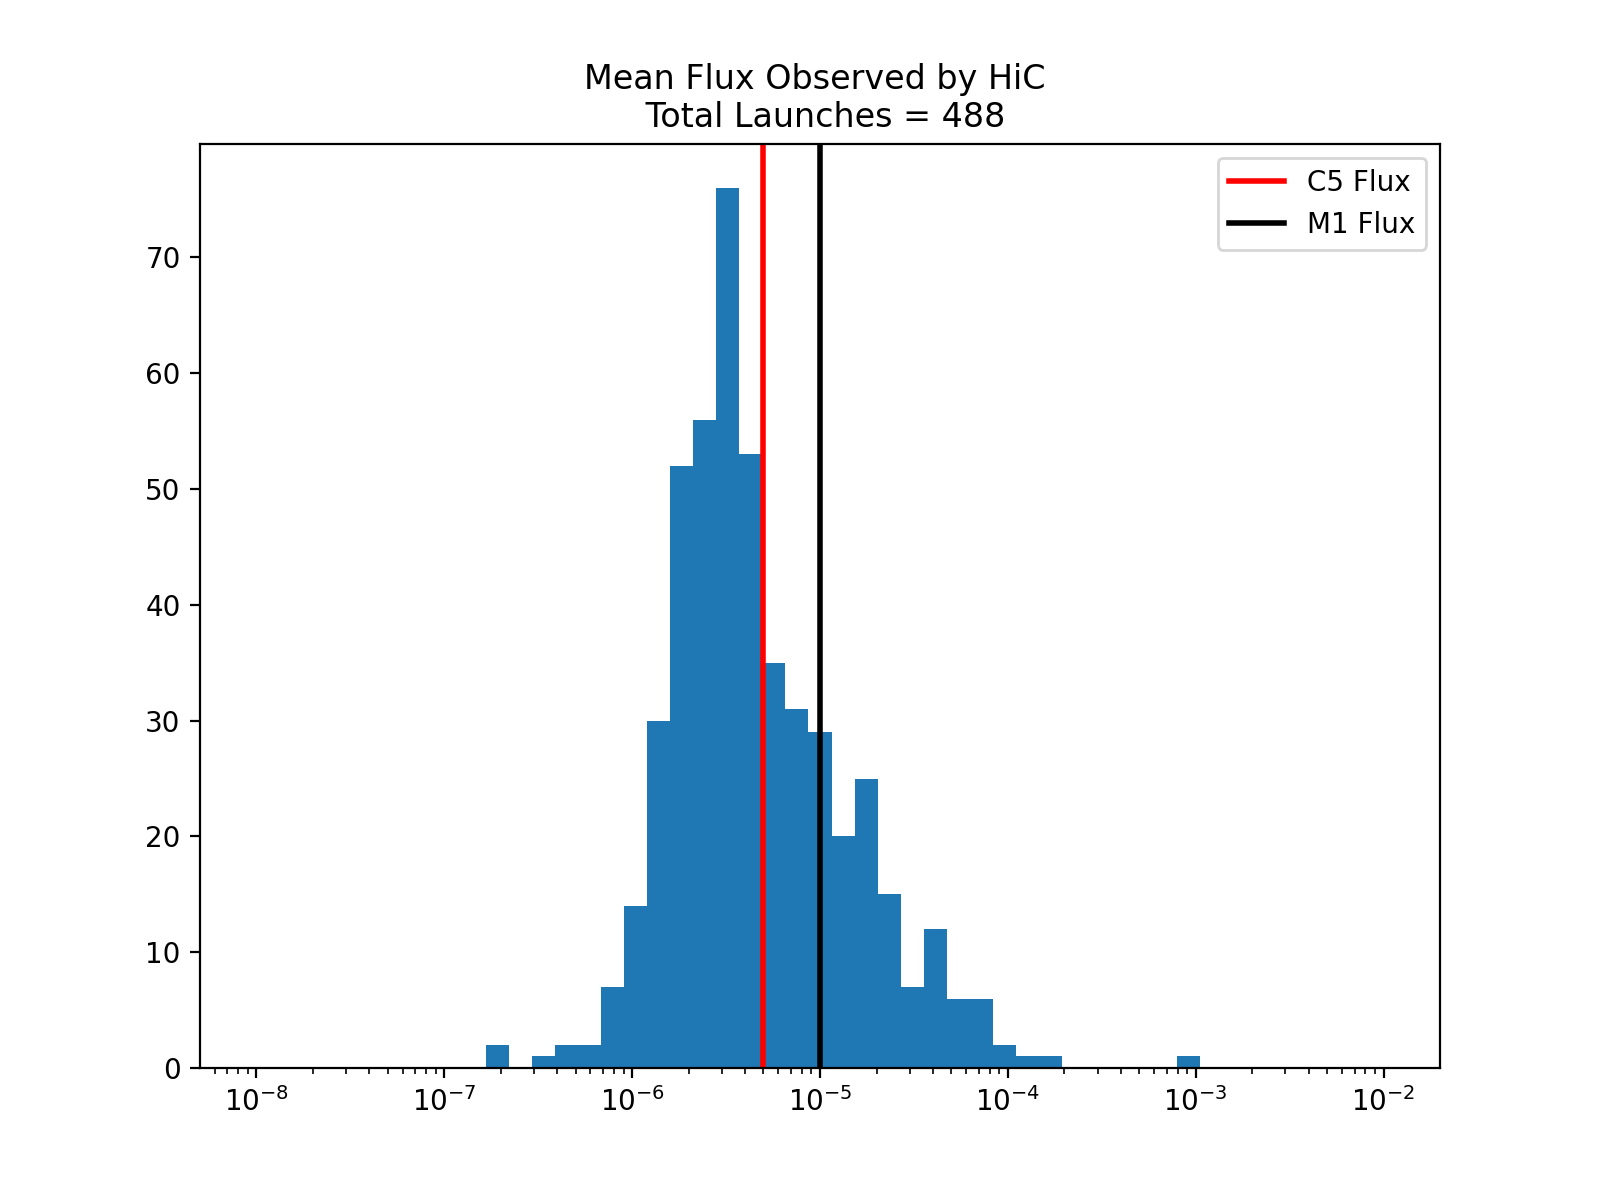 Mean Flux Observed by HiC
Total Launches = 488
C5 Flux
M1 Flux
70
60
50
40
30
20
10
0
10⁻⁸ 10⁻⁷ 10⁻⁶ 10⁻⁵ 10⁻⁴ 10⁻³ 10⁻²